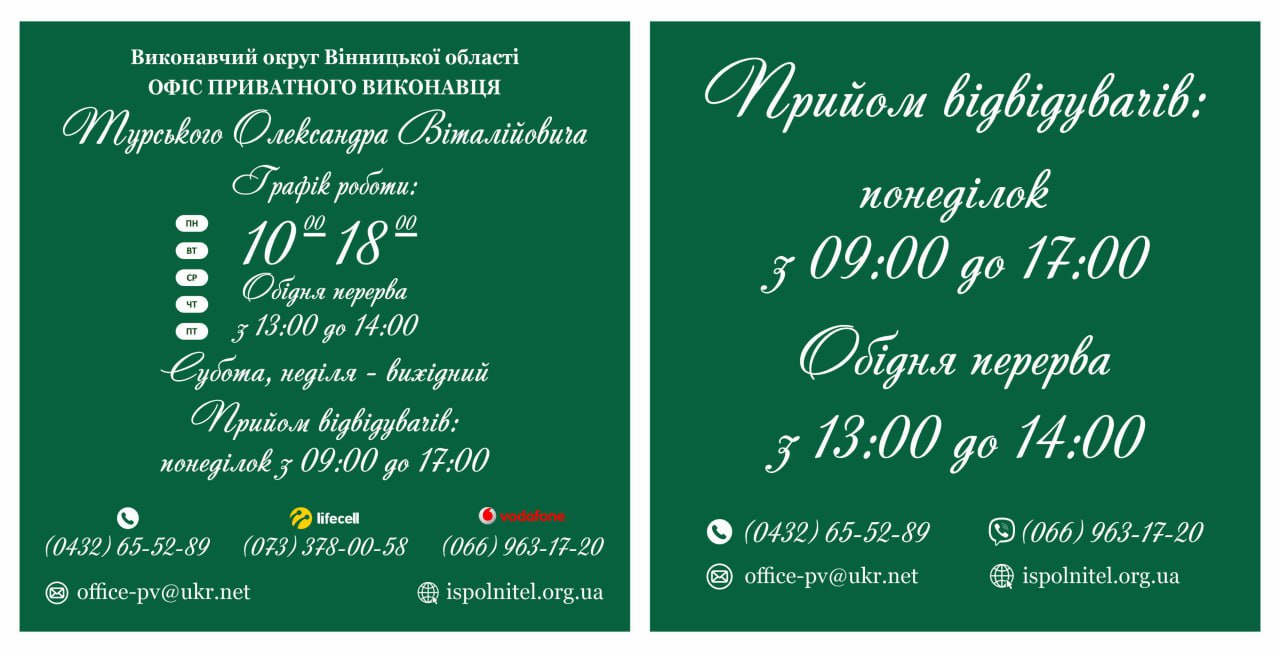 Виконавчий округ Вінницької області
ОФІС ПРИВАТНОГО ВИКОНАВЦЯ
Турського Олександра Віталійовича
Графік роботи:
ПН
ВТ
СР
ЧТ
ПТ
10 00 18 00
Обідня перерва
з 13:00 до 14:00
Субота, неділя - вихідний
Прийом відвідувачів:
понеділок з 09:00 до 17:00
lifecell vodafone
(0432) 65-52-89 (073) 378-00-58 (066) 963-17-20
office-pv@ukr.net ispolnitel.org.ua
Прийом відвідувачів:
понеділок
з 09:00 до 17:00
Обідня перерва
з 13:00 до 14:00
(0432) 65-52-89 (066) 963-17-20
office-pv@ukr.net ispolnitel.org.ua